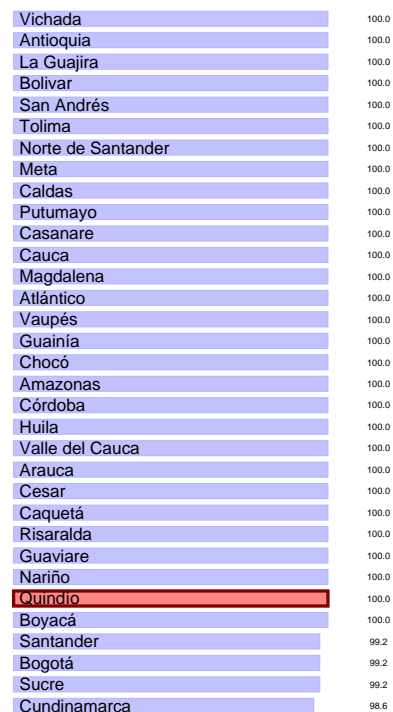 Vichada 100.0
Antioquia 100.0
La Guajira 100.0
Bolivar 100.0
San Andrés 100.0
Tolima 100.0
Norte de Santander 100.0
Meta 100.0
Caldas 100.0
Putumayo 100.0
Casanare 100.0
Cauca 100.0
Magdalena 100.0
Atlántico 100.0
Vaupés 100.0
Guainía 100.0
Chocó 100.0
Amazonas 100.0
Córdoba 100.0
Huila 100.0
Valle del Cauca 100.0
Arauca 100.0
Cesar 100.0
Caquetá 100.0
Risaralda 100.0
Guaviare 100.0
Nariño 100.0
Quindío 100.0
Boyacá 100.0
Santander 99.2
Bogotá 99.2
Sucre 99.2
Cundinamarca 98.6